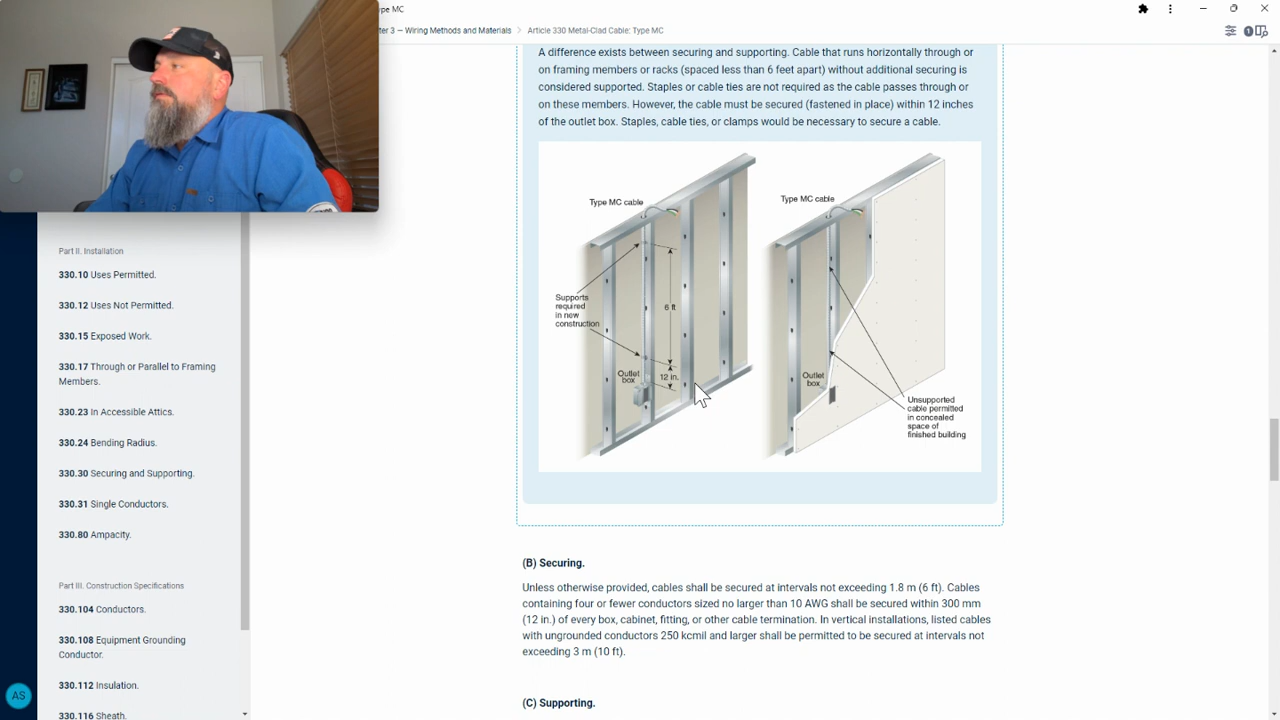 ype MC
ter 3 — Wiring Methods and Materials > Article 330 Metal-Clad Cable: Type MC
A difference exists between securing and supporting. Cable that runs horizontally through or
on framing members or racks (spaced less than 6 feet apart) without additional securing is
considered supported. Staples or cable ties are not required as the cable passes through or
on these members. However, the cable must be secured (fastened in place) within 12 inches
of the outlet box. Staples, cable ties, or clamps would be necessary to secure a cable.
Type MC cable
Supports
required
in new
construction
6 ft
12 in.
Outlet
box
Type MC cable
Outlet
box
Unsupported
cable permitted
in concealed
space of
finished building
Part II. Installation
330.10 Uses Permitted.
330.12 Uses Not Permitted.
330.15 Exposed Work.
330.17 Through or Parallel to Framing
Members.
330.23 In Accessible Attics.
330.24 Bending Radius.
330.30 Securing and Supporting.
330.31 Single Conductors.
330.80 Ampacity.
Part III. Construction Specifications
330.104 Conductors.
330.108 Equipment Grounding
Conductor.
330.112 Insulation.
330.116 Sheath.
AS
(B) Securing.
Unless otherwise provided, cables shall be secured at intervals not exceeding 1.8 m (6 ft). Cables
containing four or fewer conductors sized no larger than 10 AWG shall be secured within 300 mm
(12 in.) of every box, cabinet, fitting, or other cable termination. In vertical installations, listed cables
with ungrounded conductors 250 kcmil and larger shall be permitted to be secured at intervals not
exceeding 3 m (10 ft).
(C) Supporting.